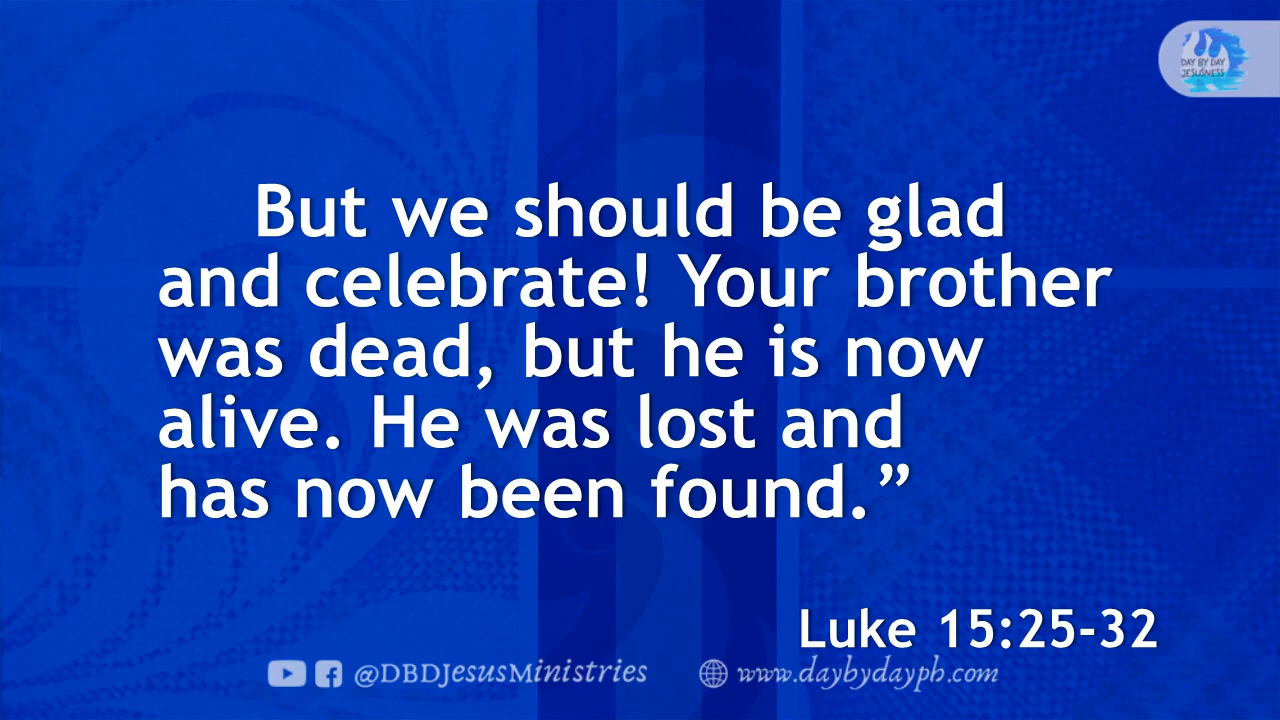 DAY BY DAY
JESUSNESS
But we should be glad
and celebrate! Your brother
was dead, but he is now
alive. He was lost and
has now been found.”
Luke 15:25-32
@DBDJesusMinistries www.daybydayph.com